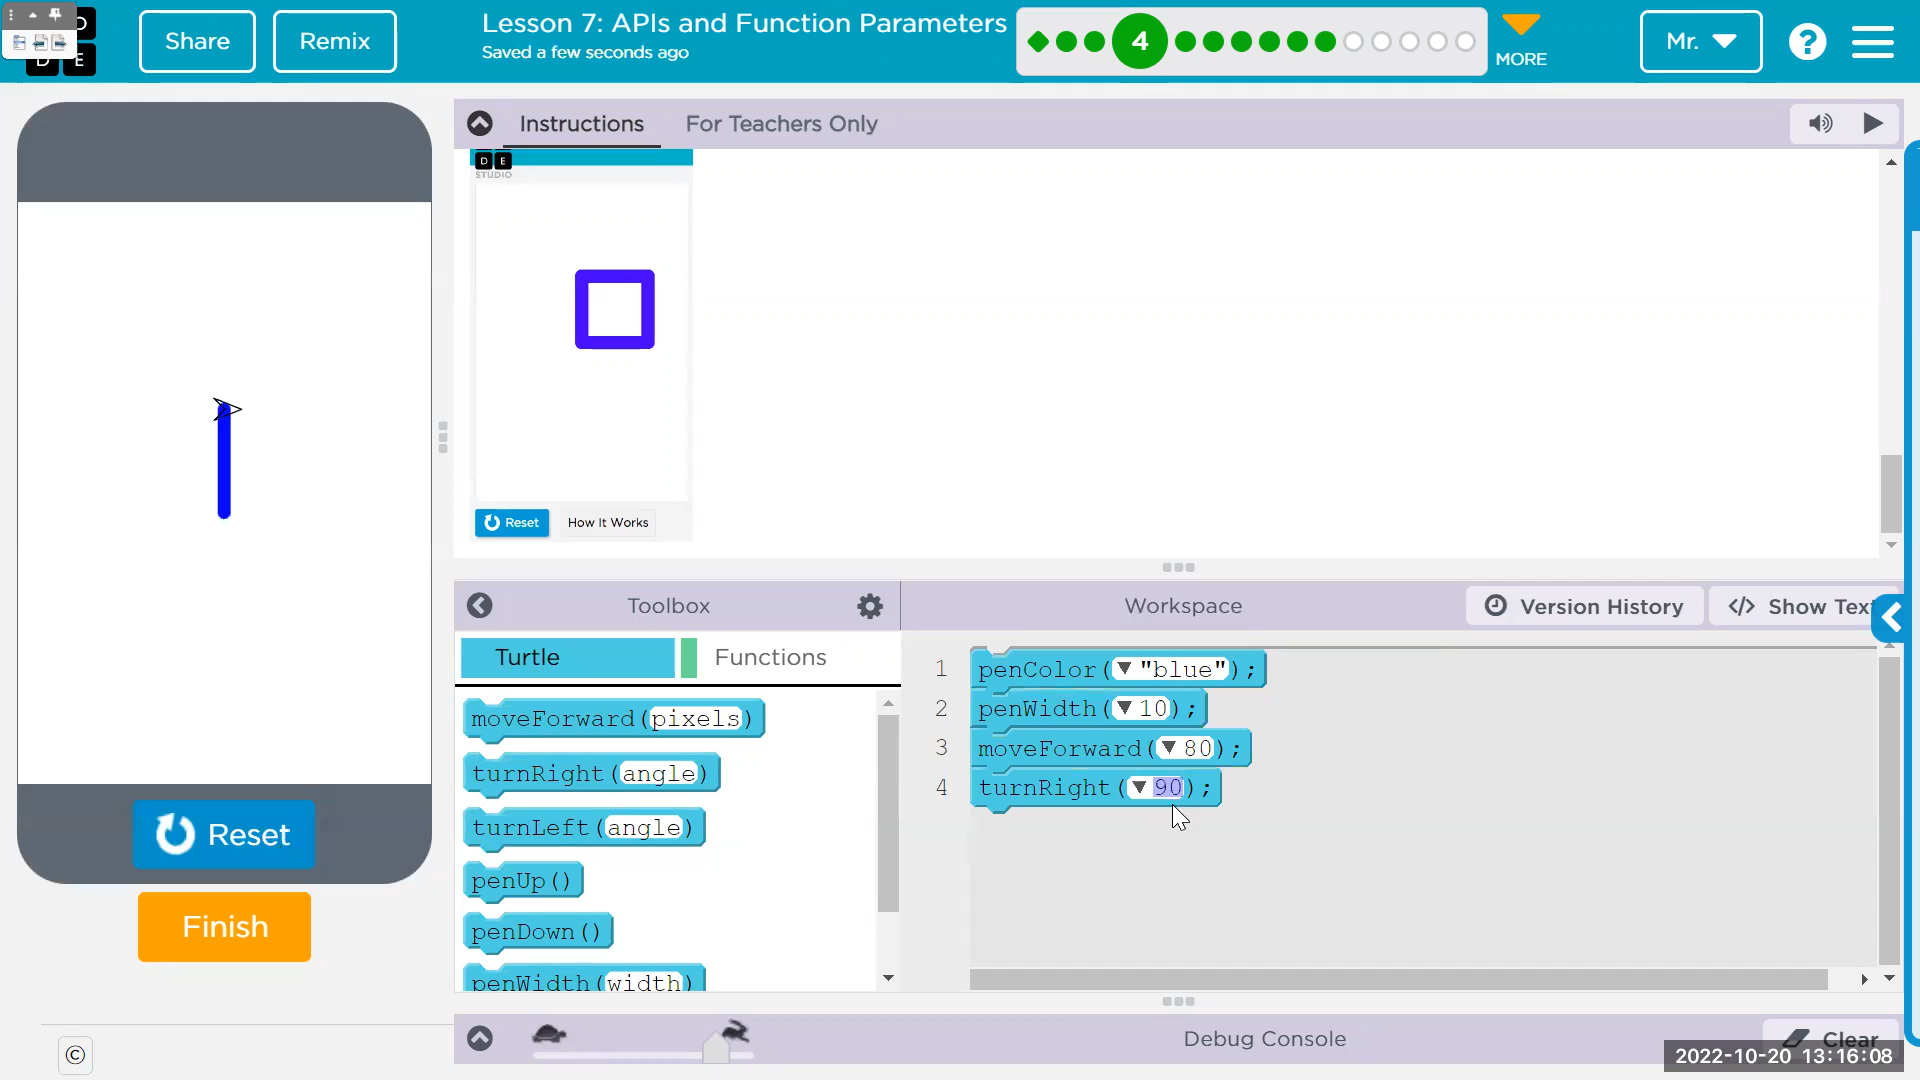 Share
Remix
Lesson 7: APIs and Function Parameters
Saved a few seconds ago
4
MORE
Mr.
?
O
D E
Instructions
For Teachers Only
D E
STUDIO
Reset
How It Works
Toolbox
Workspace
Version History
</> Show Tex
Turtle
Functions
moveForward(pixels)
turnRight(angle)
turnLeft(angle)
penUp()
penDown()
penWidth(width)
1 penColor(▼ "blue");
2 penWidth(▼ 10);
3 moveForward(▼ 80);
4 turnRight(▼ 90);
Reset
Finish
©
Debug Console
Clear
2022-10-20 13:16:08